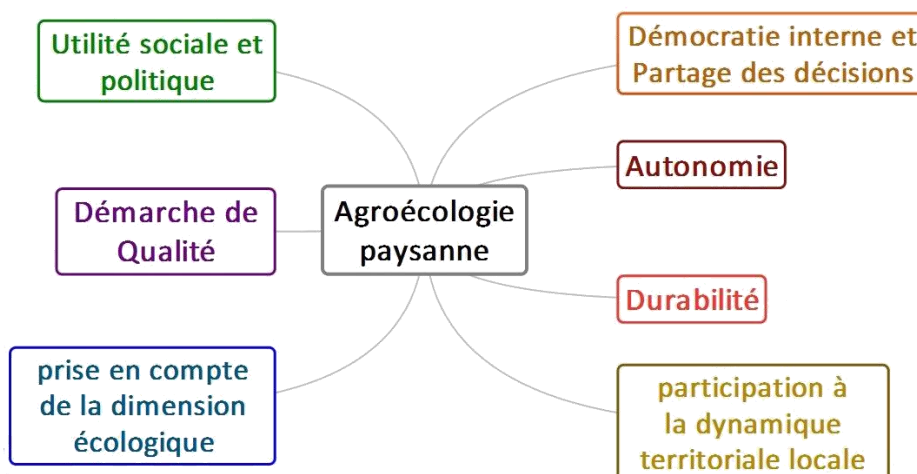 Utilité sociale et
politique
Démocratie interne et
Partage des décisions
Autonomie
Démarche de
Qualité
Agroécologie
paysanne
Durabilité
prise en compte
de la dimension
écologique
participation à
la dynamique
territoriale locale